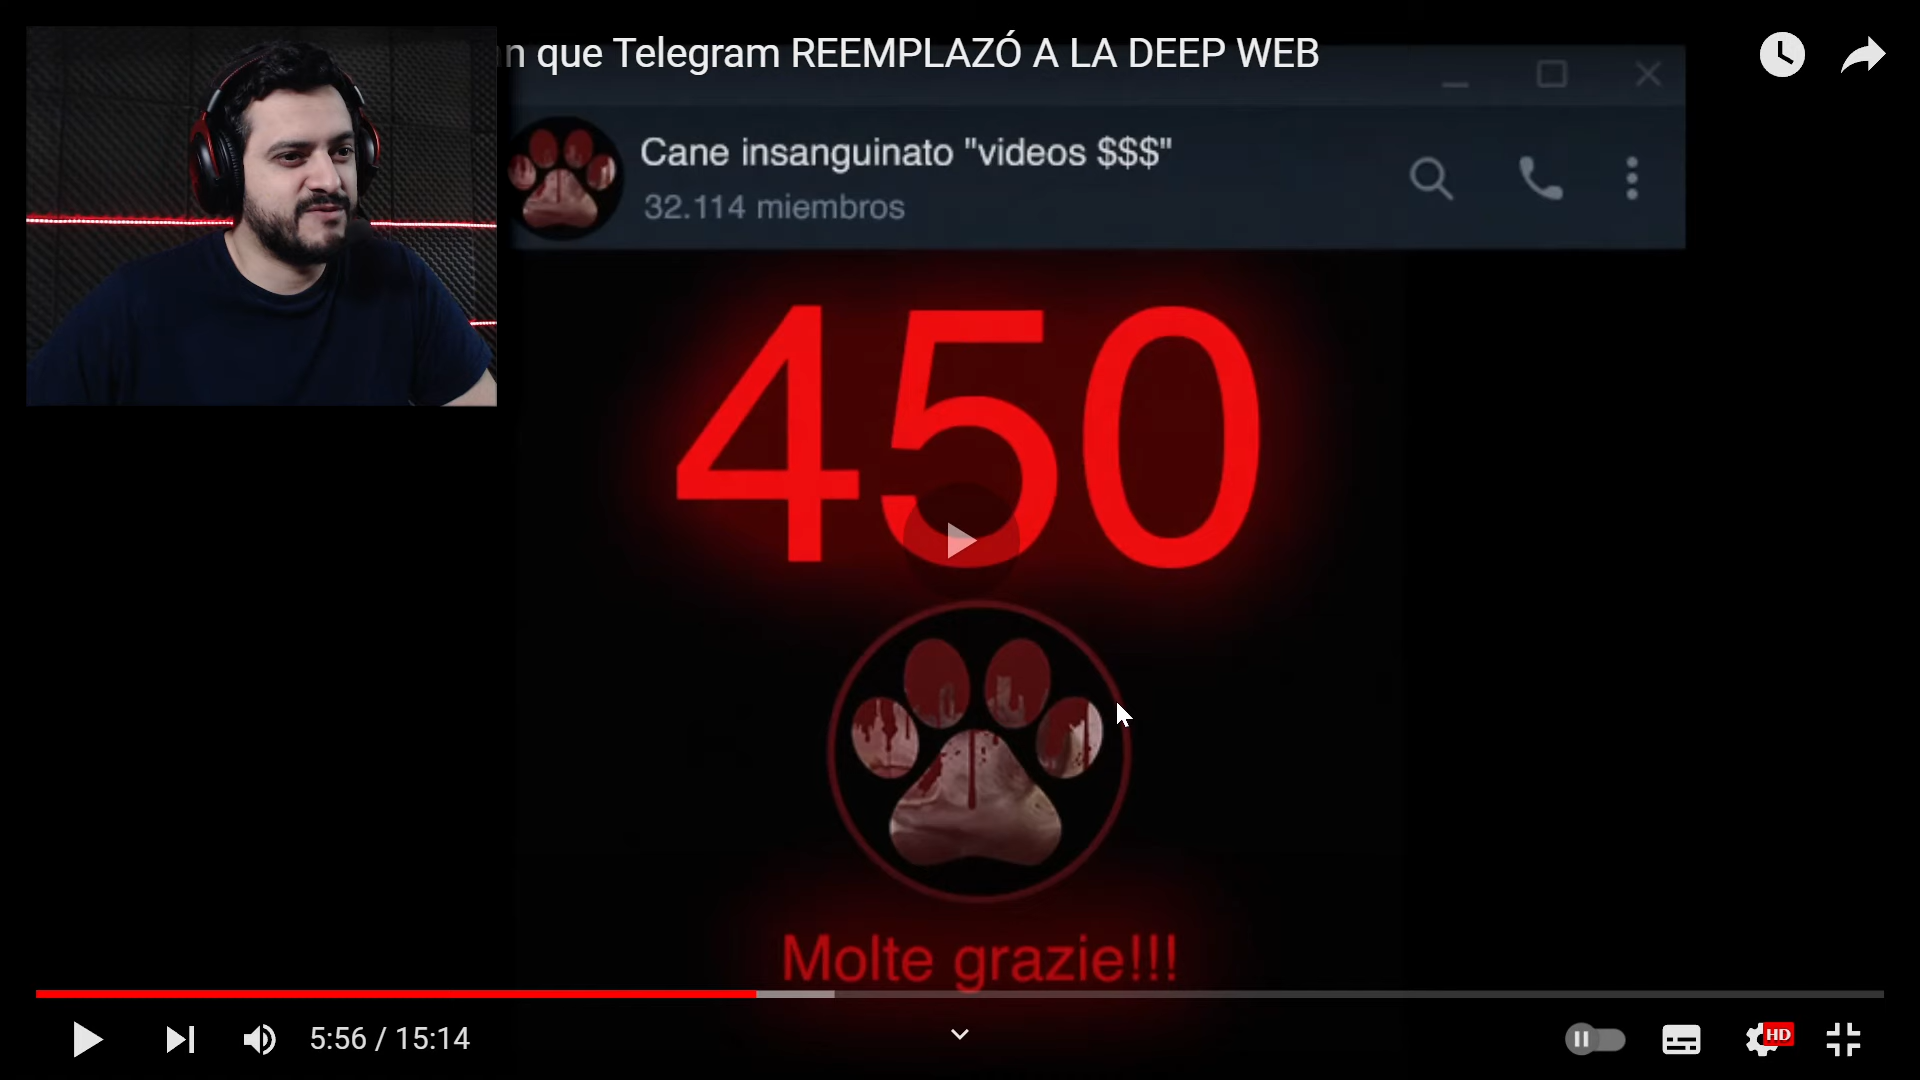 n que Telegram REEMPLAZÓ A LA DEEP WEB
Cane insanguinato "videos $$$"
32.114 miembros
450
Molte grazie!!!
5:56 / 15:14
HD